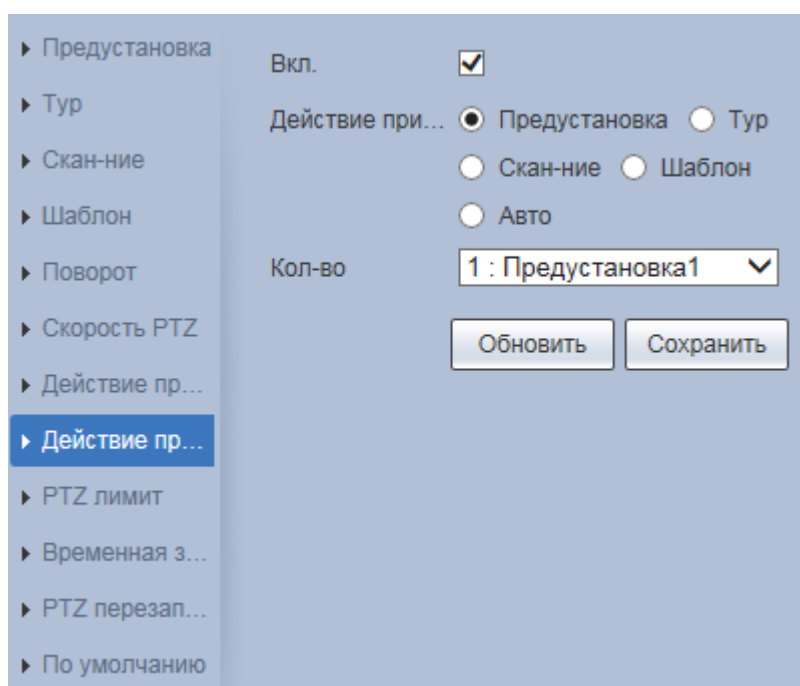 Предустановка
Тур
Скан-ние
Шаблон
Поворот
Скорость PTZ
Действие пр...
Действие пр...
PTZ лимит
Временная з...
PTZ перезап...
По умолчанию
Вкл.
Действие при... Предустановка Тур
Скан-ние Шаблон
Авто
Кол-во 1 : Предустановка1
Обновить Сохранить